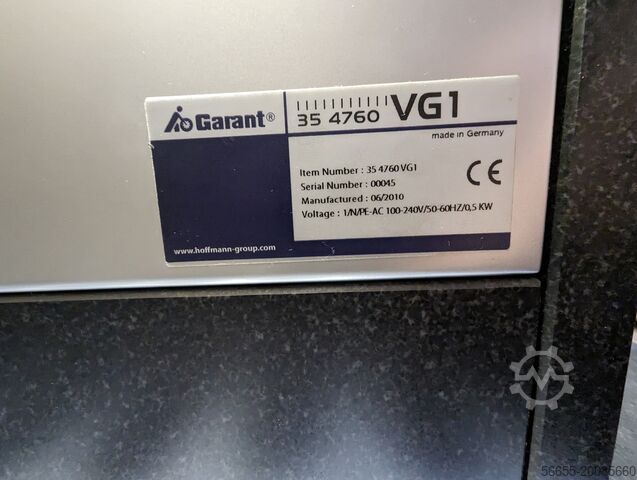 Garant®
35 4760 VG1
made in Germany
Item Number : 35 4760 VG1
Serial Number : 00045
Manufactured : 06/2010
Voltage : 1/N/PE-AC 100-240V/50-60HZ/0,5 KW
CE
www.hoffmann-group.com
56655-20085660